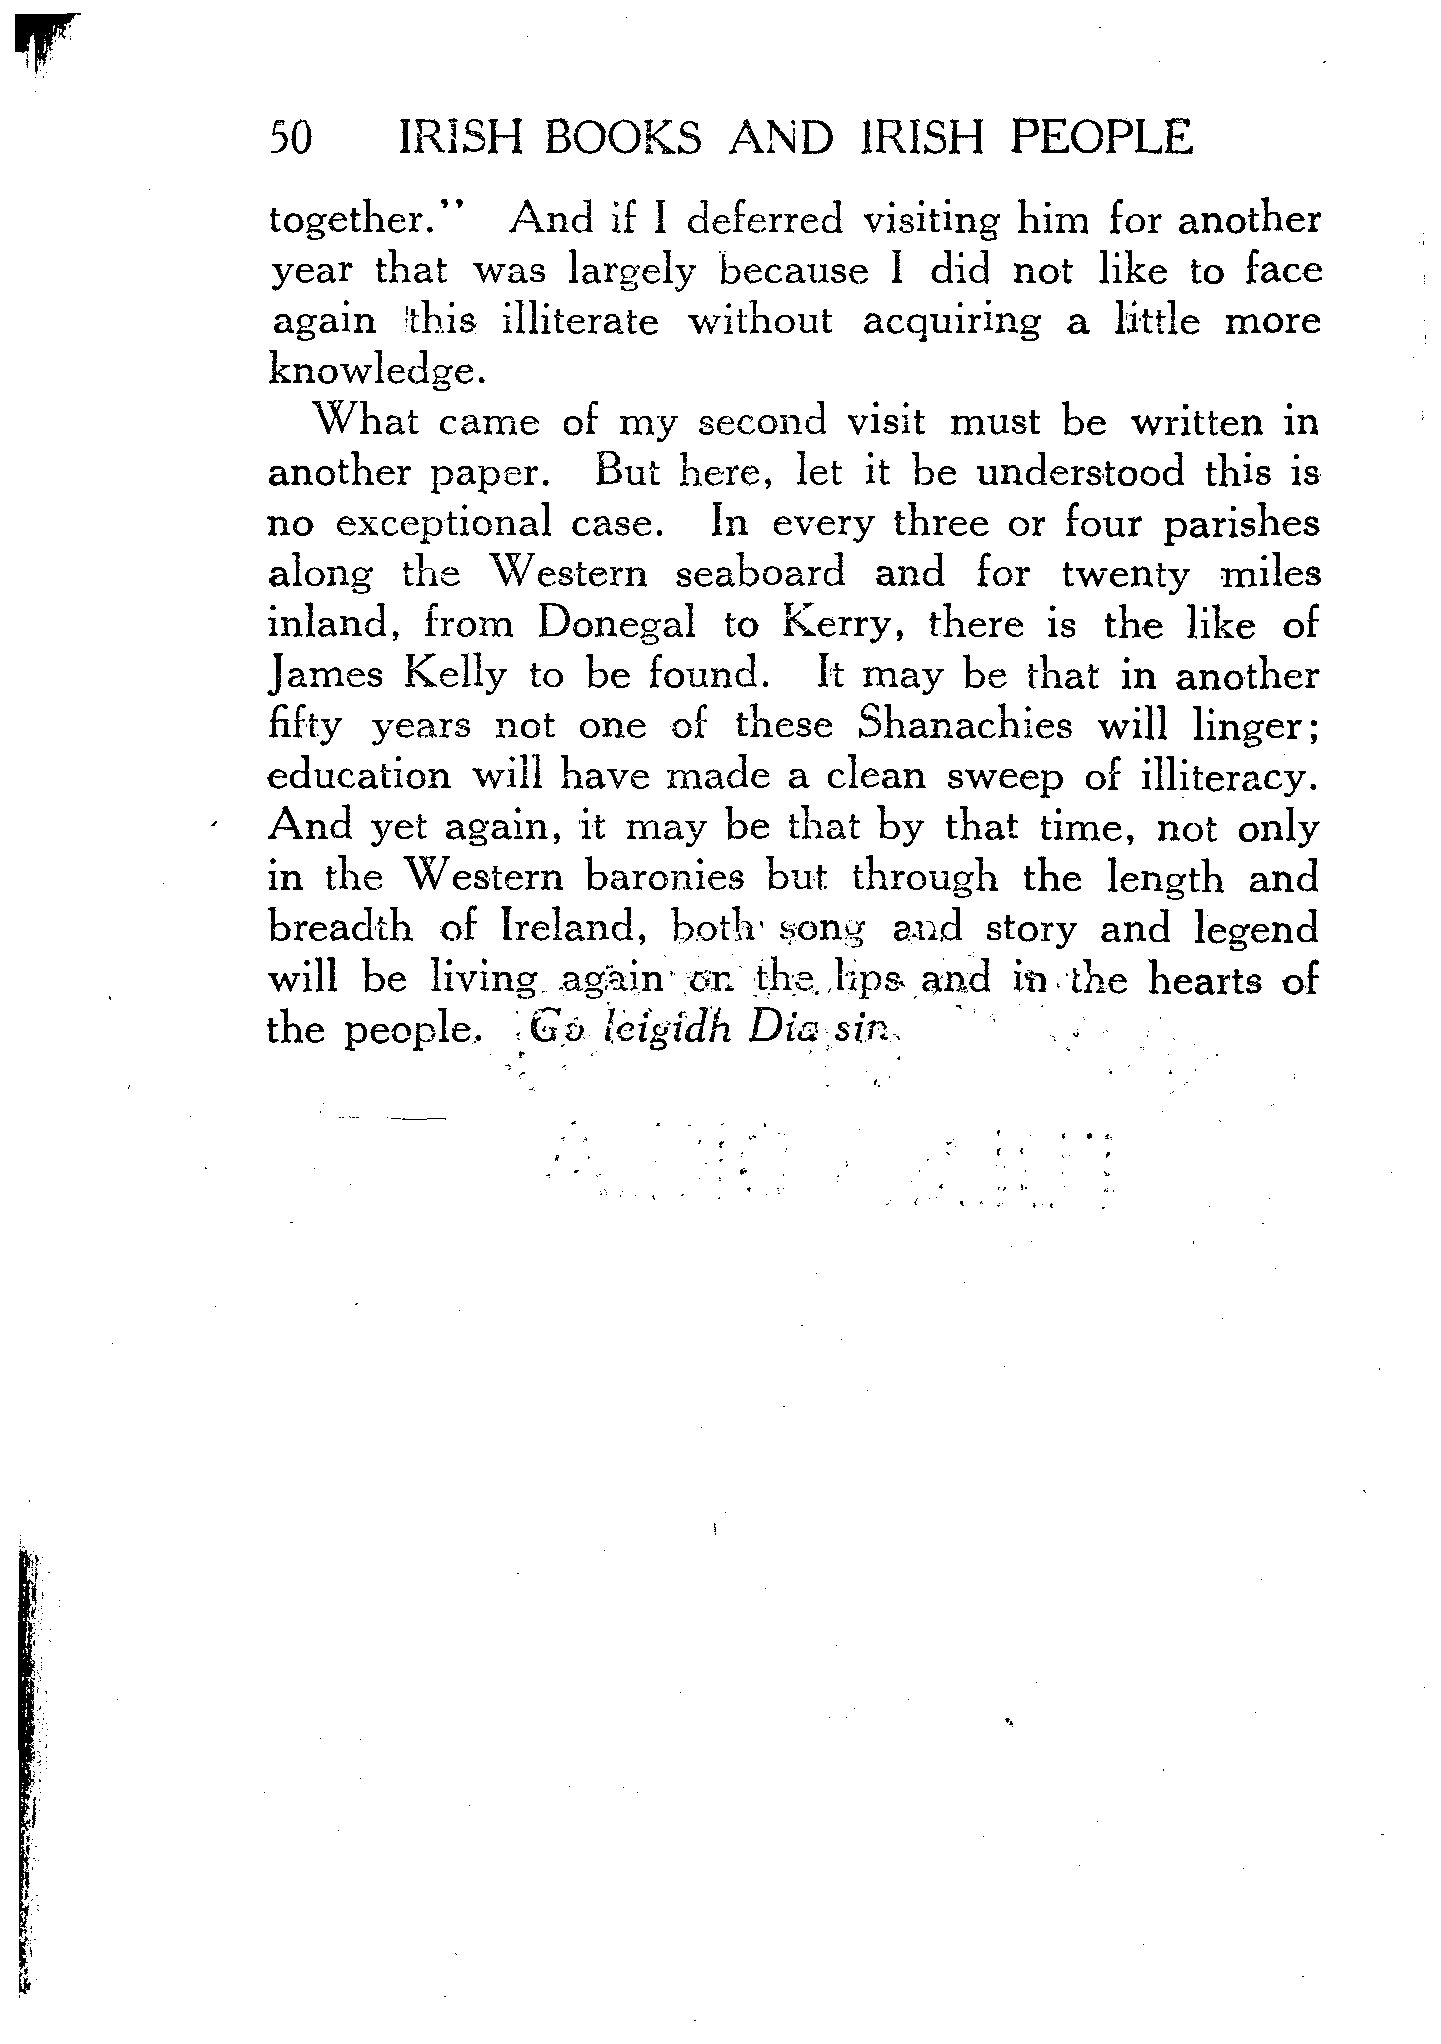 50 IRISH BOOKS AND IRISH PEOPLE
together.'' And if I deferred visiting him for another
year that was largely because I did not like to face
again this illiterate without acquiring a little more
knowledge.
What came of my second visit must be written in
another paper. But here, let it be understood this is
no exceptional case. In every three or four parishes
along the Western seaboard and for twenty miles
inland, from Donegal to Kerry, there is the like of
James Kelly to be found. It may be that in another
fifty years not one of these Shanachies will linger;
education will have made a clean sweep of illiteracy.
And yet again, it may be that by that time, not only
in the Western baronies but through the length and
breadth of Ireland, both song and story and legend
will be living again on the lips and in the hearts of
the people. Go leigidh Dia sin.